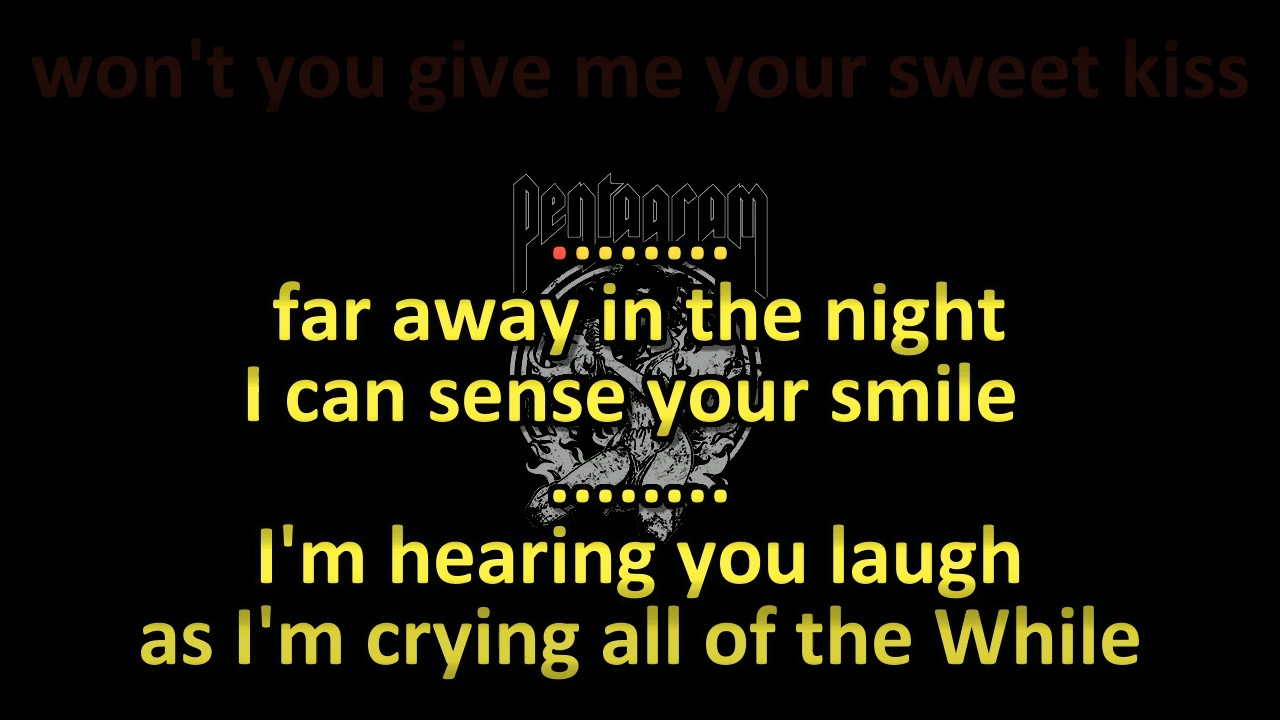 won't you give me your sweet kiss
pentagram
........
far away in the night
I can sense your smile
........
I'm hearing you laugh
as I'm crying all of the While